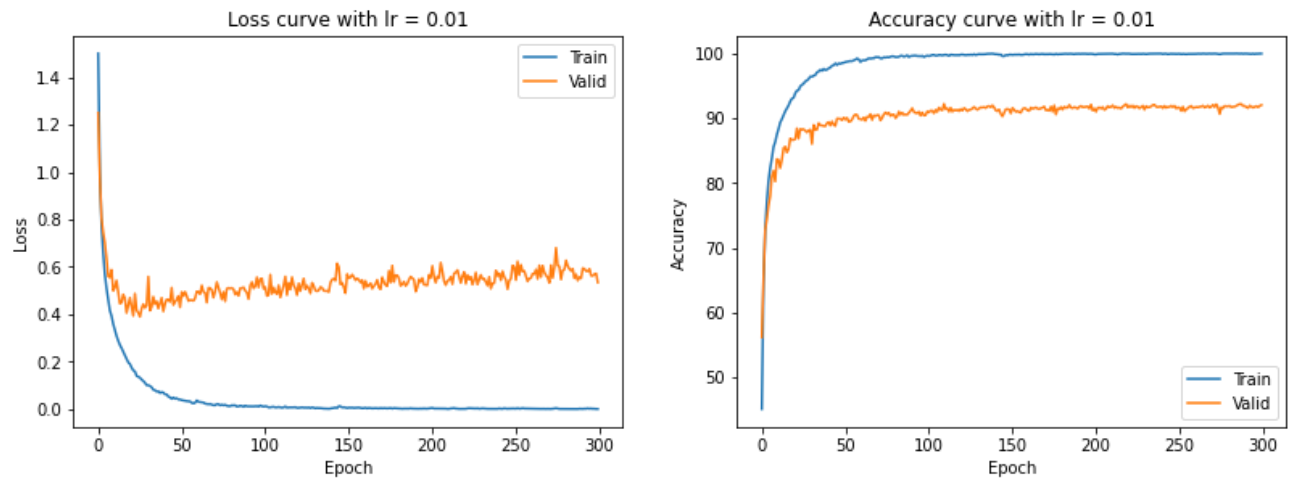 Loss curve with lr = 0.01
1.4
1.2
1.0
0.8
0.6
0.4
0.2
0.0
Loss
0 50 100 150 200 250 300
Epoch
Train
Valid
Accuracy curve with lr = 0.01
100
90
80
70
60
50
Accuracy
0 50 100 150 200 250 300
Epoch
Train
Valid